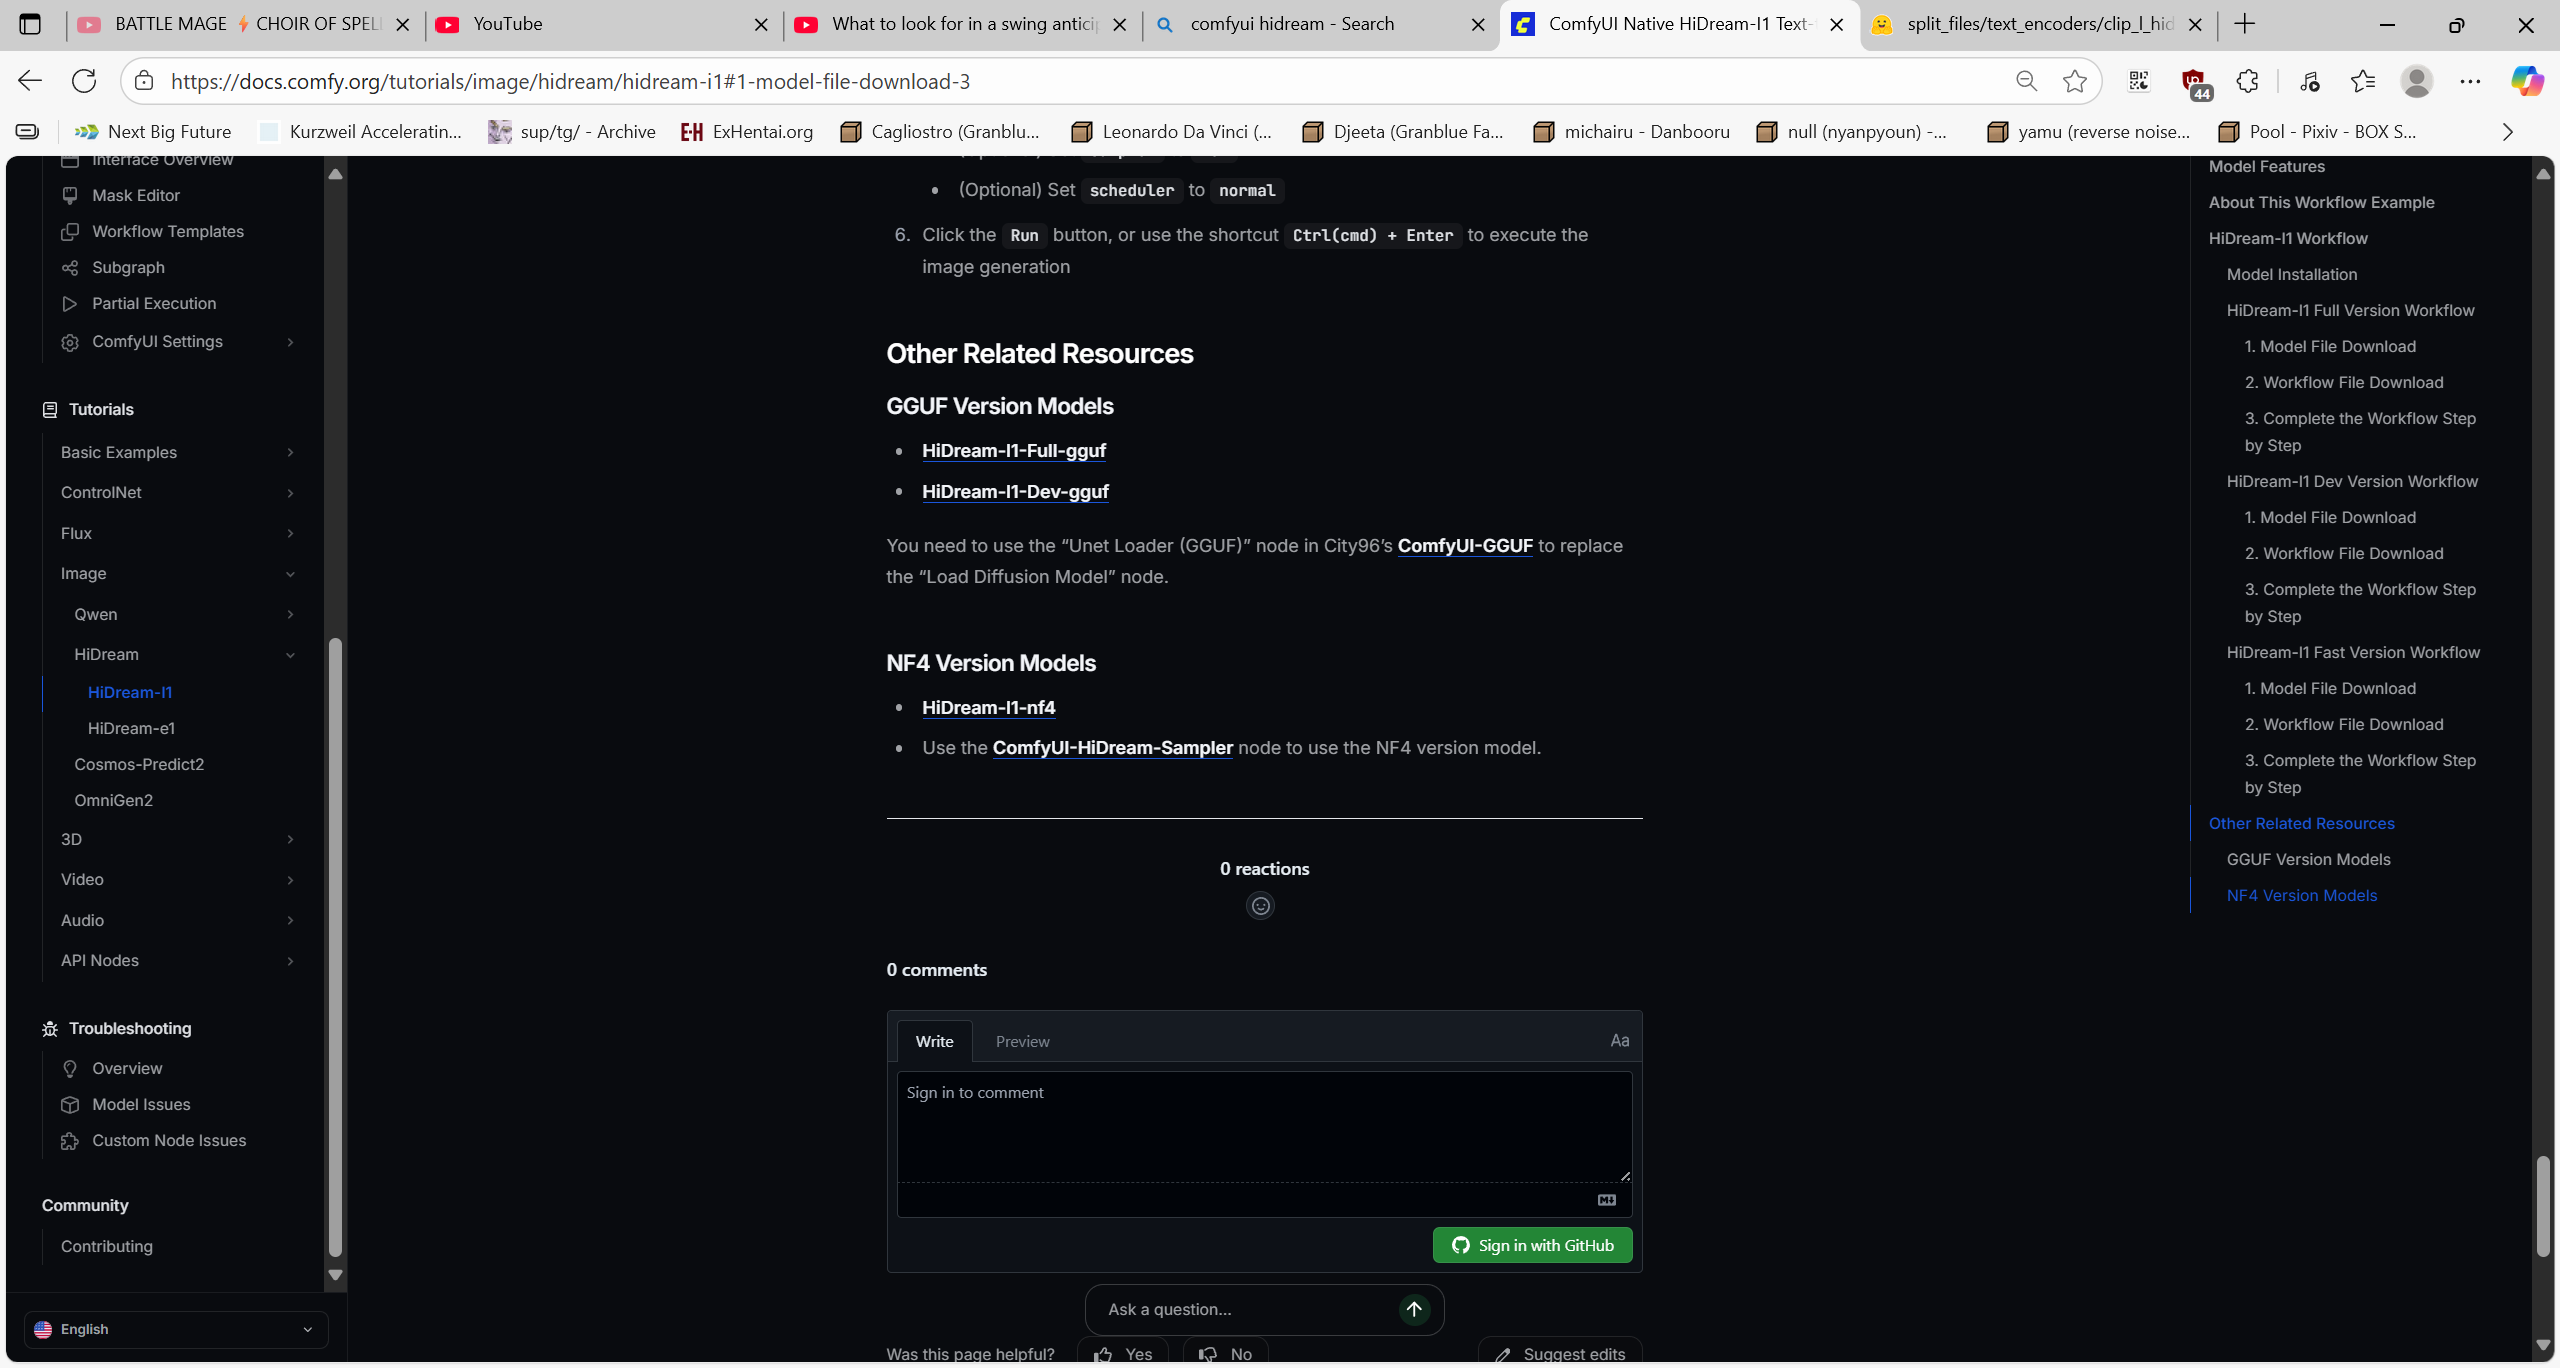 BATTLE MAGE ⚡ CHOIR OF SPEL
YouTube
What to look for in a swing antici
comfyui hidream - Search
ComfyUI Native HiDream-I1 Text-
split_files/text_encoders/clip_l_hid
https://docs.comfy.org/tutorials/image/hidream/hidream-i1#1-model-file-download-3
44
Next Big Future
Kurzweil Acceleratin...
sup/tg/ - Archive
E-H ExHentai.org
Cagliostro (Granblu...
Leonardo Da Vinci (...
Djeeta (Granblue Fa...
michairu - Danbooru
null (nyanpyoun) -...
yamu (reverse noise...
Pool - Pixiv - BOX S...
Interface Overview
Mask Editor
Workflow Templates
Subgraph
Partial Execution
ComfyUI Settings
Tutorials
Basic Examples
ControlNet
Flux
Image
Qwen
HiDream
HiDream-I1
HiDream-e1
Cosmos-Predict2
OmniGen2
3D
Video
Audio
API Nodes
Troubleshooting
Overview
Model Issues
Custom Node Issues
Community
Contributing
English
(Optional) Set scheduler to normal
6. Click the Run button, or use the shortcut Ctrl(cmd) + Enter to execute the
image generation
Other Related Resources
GGUF Version Models
HiDream-I1-Full-gguf
HiDream-I1-Dev-gguf
You need to use the “Unet Loader (GGUF)” node in City96’s ComfyUI-GGUF to replace
the “Load Diffusion Model” node.
NF4 Version Models
HiDream-I1-nf4
Use the ComfyUI-HiDream-Sampler node to use the NF4 version model.
0 reactions
0 comments
Write
Preview
Aa
Sign in to comment
Sign in with GitHub
Ask a question...
Was this page helpful?
Yes
No
Suggest edits
Model Features
About This Workflow Example
HiDream-I1 Workflow
Model Installation
HiDream-I1 Full Version Workflow
1. Model File Download
2. Workflow File Download
3. Complete the Workflow Step
by Step
HiDream-I1 Dev Version Workflow
1. Model File Download
2. Workflow File Download
3. Complete the Workflow Step
by Step
HiDream-I1 Fast Version Workflow
1. Model File Download
2. Workflow File Download
3. Complete the Workflow Step
by Step
Other Related Resources
GGUF Version Models
NF4 Version Models